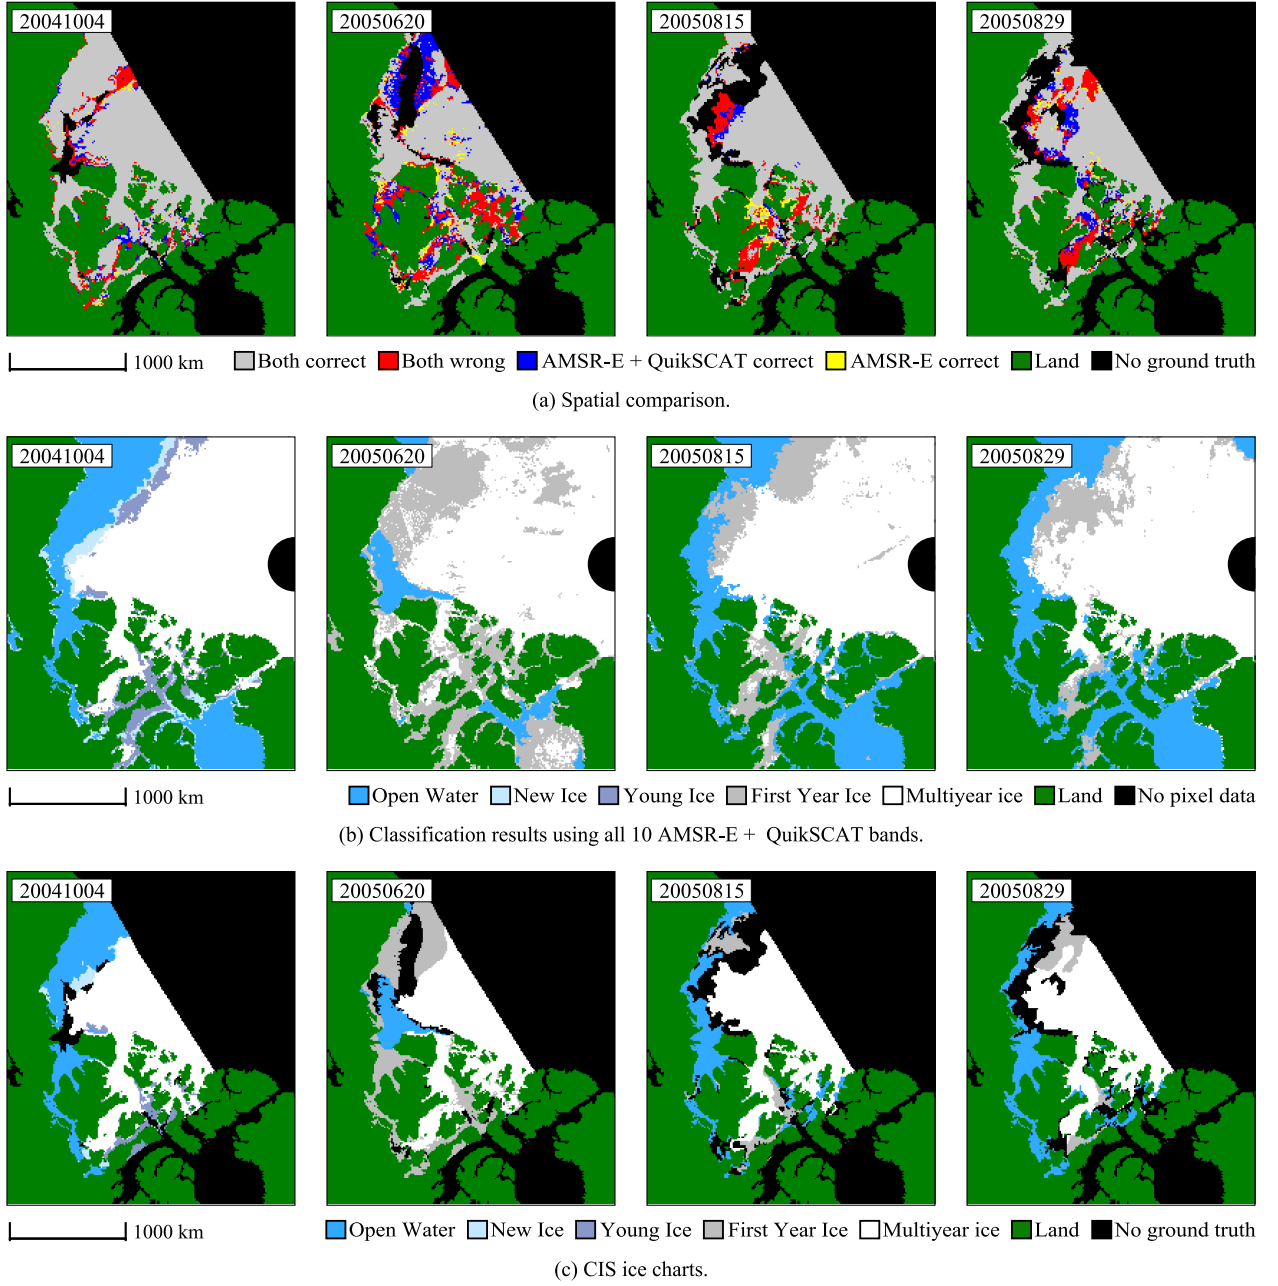 20041004 20050620 20050815 20050829
1000 km Both correct Both wrong AMSR-E + QuikSCAT correct AMSR-E correct Land No ground truth
(a) Spatial comparison.
20041004 20050620 20050815 20050829
1000 km Open Water New Ice Young Ice First Year Ice Multiyear ice Land No pixel data
(b) Classification results using all 10 AMSR-E + QuikSCAT bands.
20041004 20050620 20050815 20050829
1000 km Open Water New Ice Young Ice First Year Ice Multiyear ice Land No ground truth
(c) CIS ice charts.